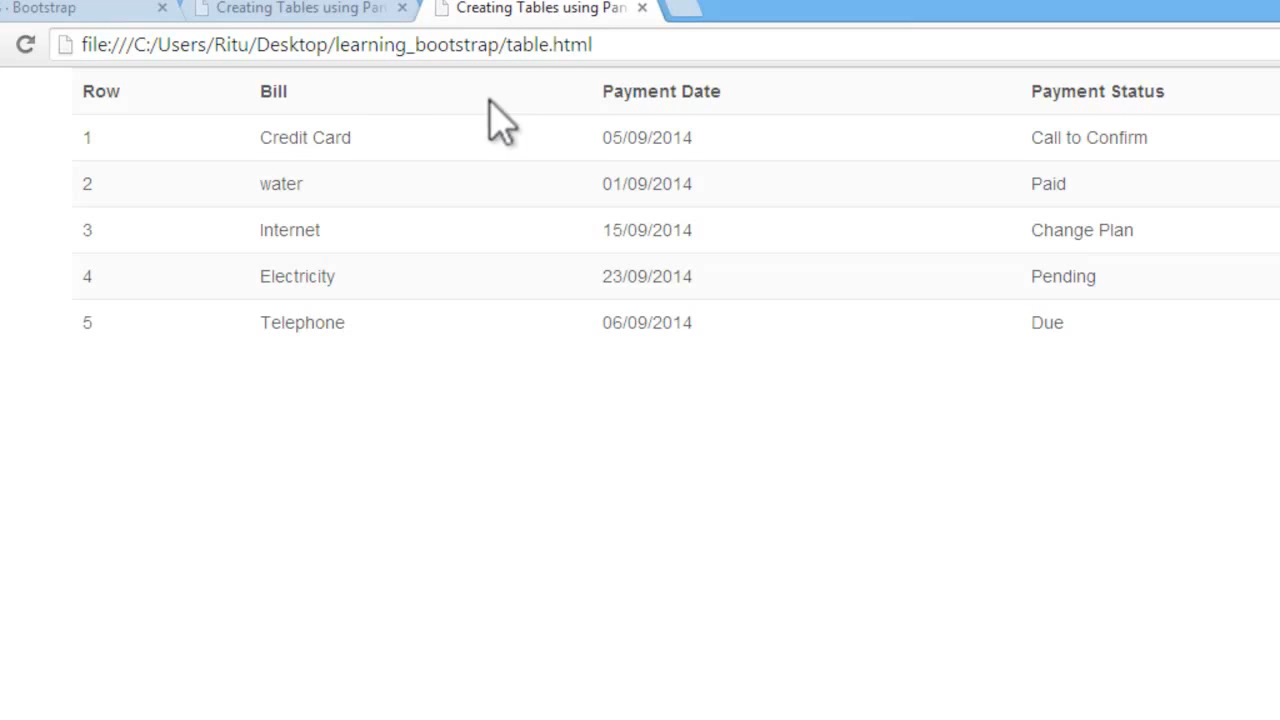 · Bootstrap Creating Tables using Pan Creating Tables using Pan
file:///C:/Users/Ritu/Desktop/learning_bootstrap/table.html
Row Bill Payment Date Payment Status
1 Credit Card 05/09/2014 Call to Confirm
2 water 01/09/2014 Paid
3 Internet 15/09/2014 Change Plan
4 Electricity 23/09/2014 Pending
5 Telephone 06/09/2014 Due